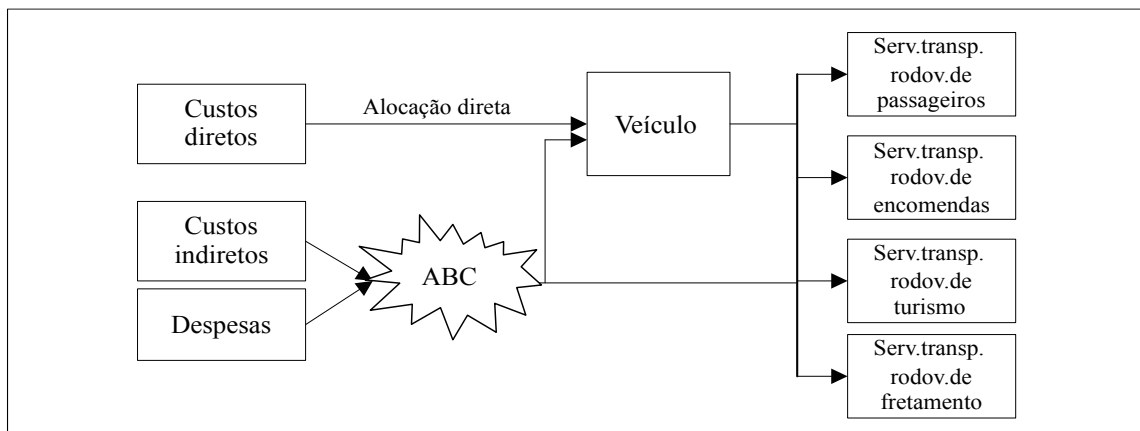 Custos
diretos
Alocação direta
Veículo
Serv.transp.
rodov.de
passageiros
Serv.transp.
rodov.de
encomendas
Custos
indiretos
Despesas
ABC
Serv.transp.
rodov.de
turismo
Serv.transp.
rodov.de
fretamento